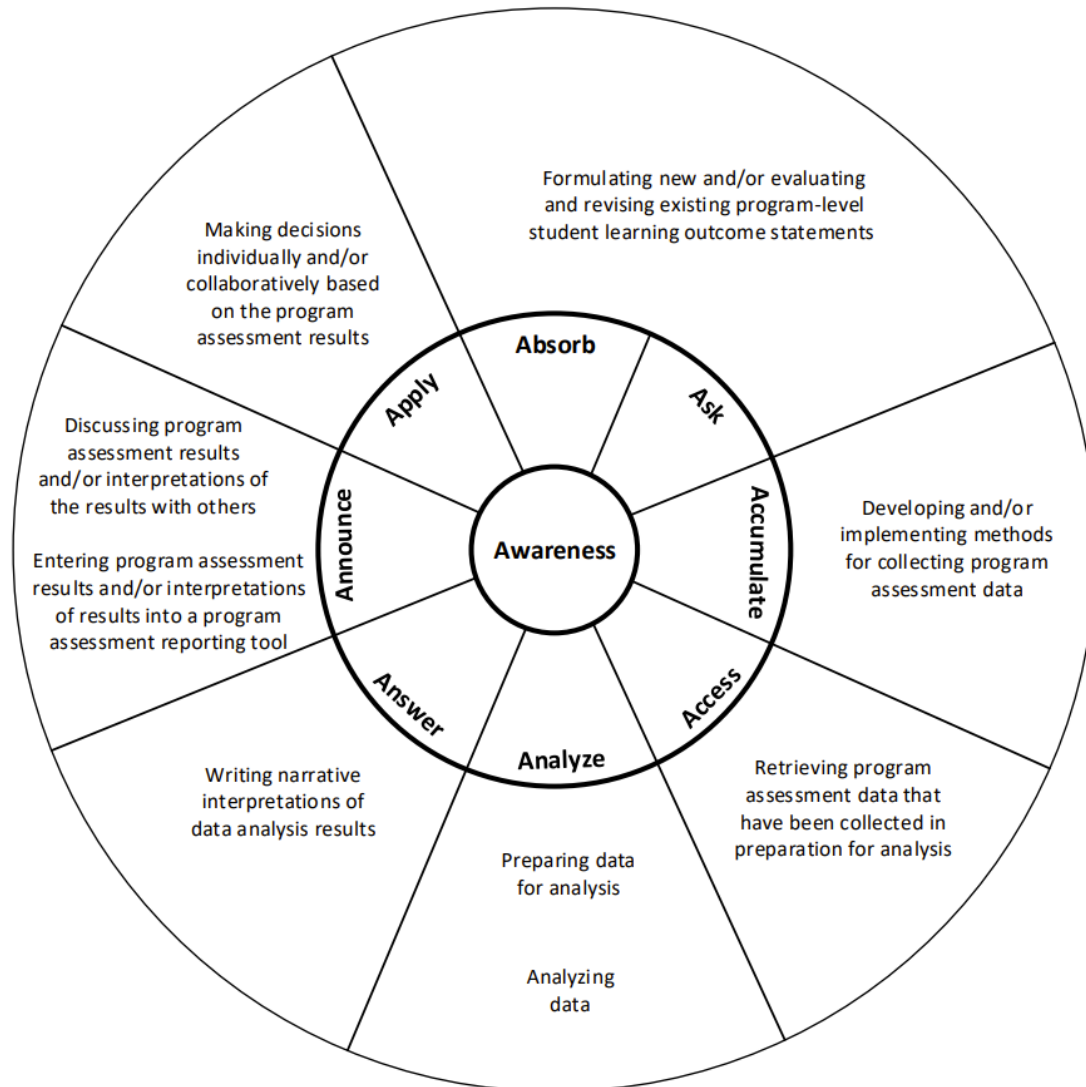 Formulating new and/or evaluating
and revising existing program-level
student learning outcome statements
Making decisions
individually and/or
collaboratively based
on the program
assessment results
Absorb
Apply
Ask
Discussing program
assessment results
and/or interpretations of
the results with others
Entering program assessment
results and/or interpretations
of results into a program
assessment reporting tool
Announce
Awareness
Accumulate
Developing and/or
implementing methods
for collecting program
assessment data
Answer
Analyze
Access
Writing narrative
interpretations of
data analysis results
Preparing data
for analysis
Analyzing
data
Retrieving program
assessment data that
have been collected in
preparation for analysis